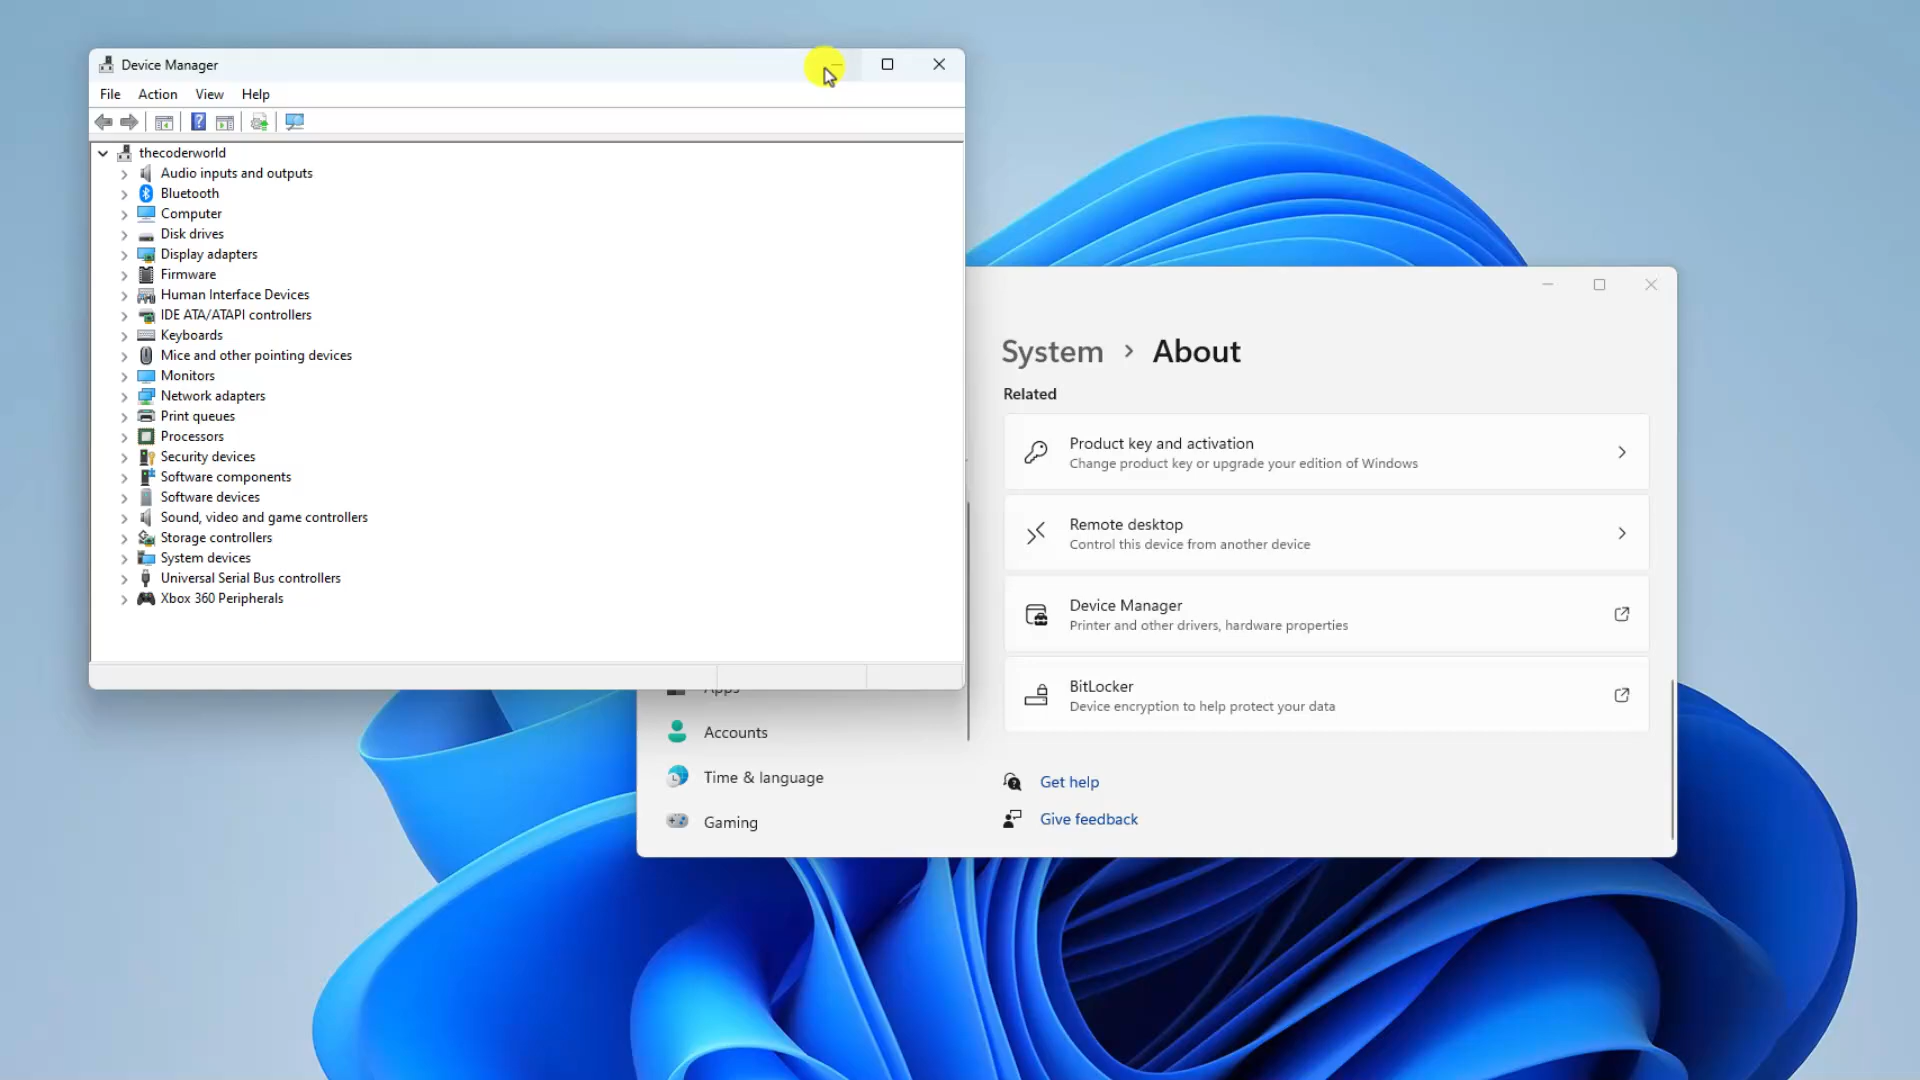 Device Manager
File Action View Help
thecoderworld
Audio inputs and outputs
Bluetooth
Computer
Disk drives
Display adapters
Firmware
Human Interface Devices
IDE ATA/ATAPI controllers
Keyboards
Mice and other pointing devices
Monitors
Network adapters
Print queues
Processors
Security devices
Software components
Software devices
Sound, video and game controllers
Storage controllers
System devices
Universal Serial Bus controllers
Xbox 360 Peripherals
System > About
Related
Product key and activation
Change product key or upgrade your edition of Windows
Remote desktop
Control this device from another device
Device Manager
Printer and other drivers, hardware properties
BitLocker
Device encryption to help protect your data
Get help
Give feedback
Apps
Accounts
Time & language
Gaming